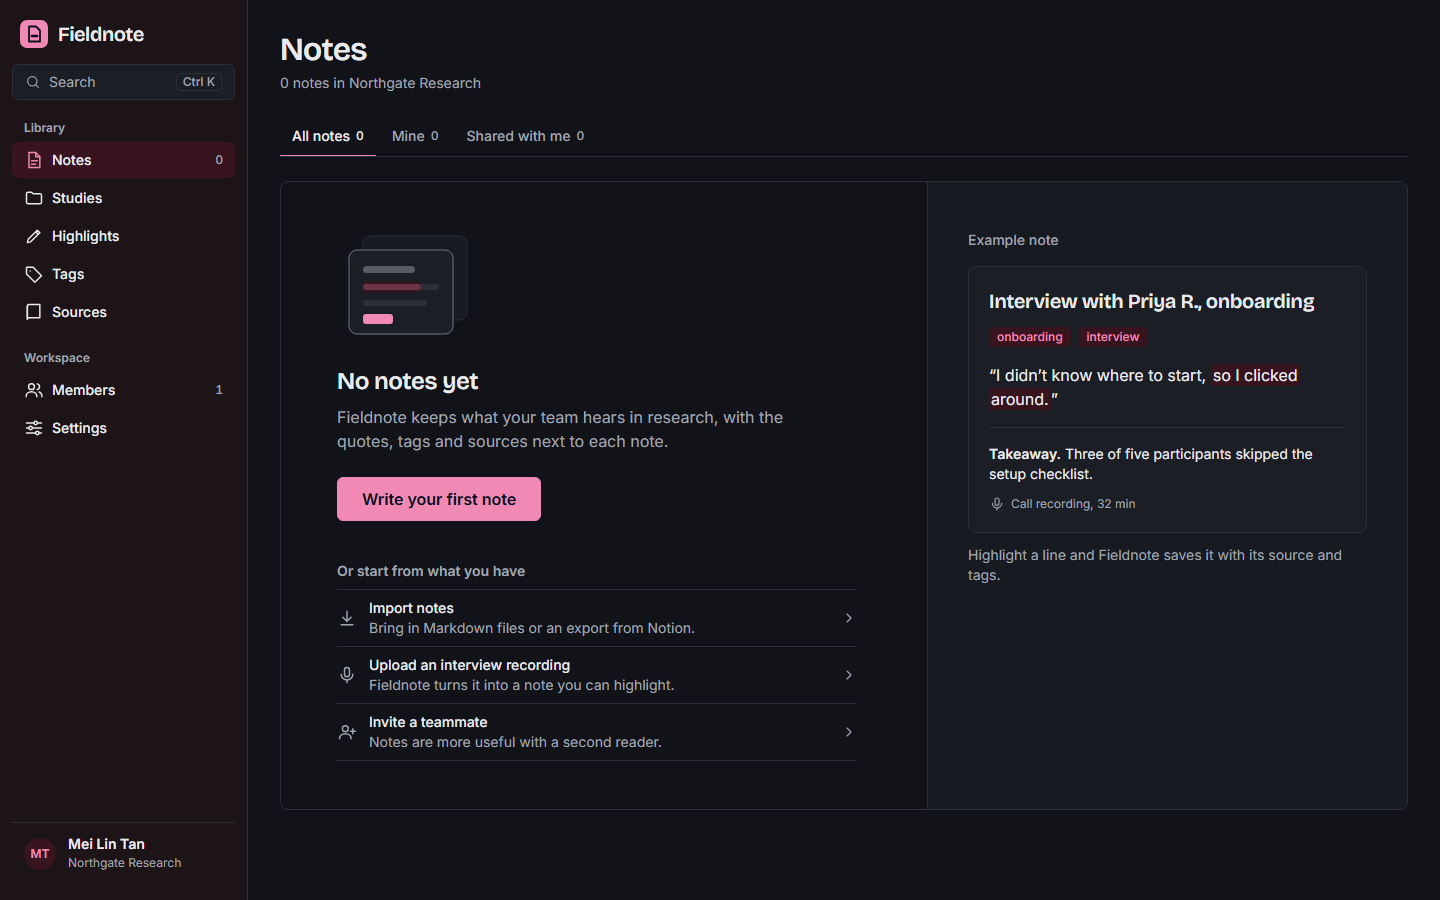 Fieldnote
Search
Ctrl K
Library
Notes 0
Studies
Highlights
Tags
Sources
Workspace
Members 1
Settings
MT
Mei Lin Tan
Northgate Research
Notes
0 notes in Northgate Research
All notes 0
Mine 0
Shared with me 0
No notes yet
Fieldnote keeps what your team hears in research, with the
quotes, tags and sources next to each note.
Write your first note
Or start from what you have
Import notes
Bring in Markdown files or an export from Notion.
Upload an interview recording
Fieldnote turns it into a note you can highlight.
Invite a teammate
Notes are more useful with a second reader.
Example note
Interview with Priya R., onboarding
onboarding interview
“I didn’t know where to start, so I clicked
around.”
Takeaway. Three of five participants skipped the
setup checklist.
Call recording, 32 min
Highlight a line and Fieldnote saves it with its source and
tags.